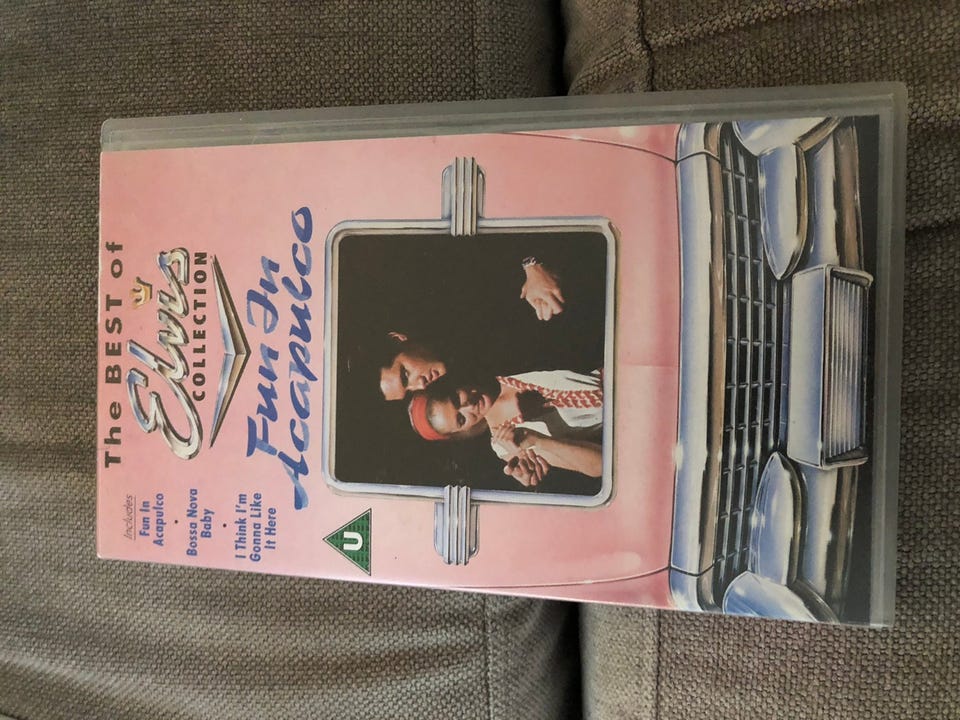 The BEST of
Elvis
COLLECTION
Fun In
Acapulco
Includes
Fun In
Acapulco
•
Bossa Nova
Baby
•
I Think I'm
Gonna Like
It Here
U